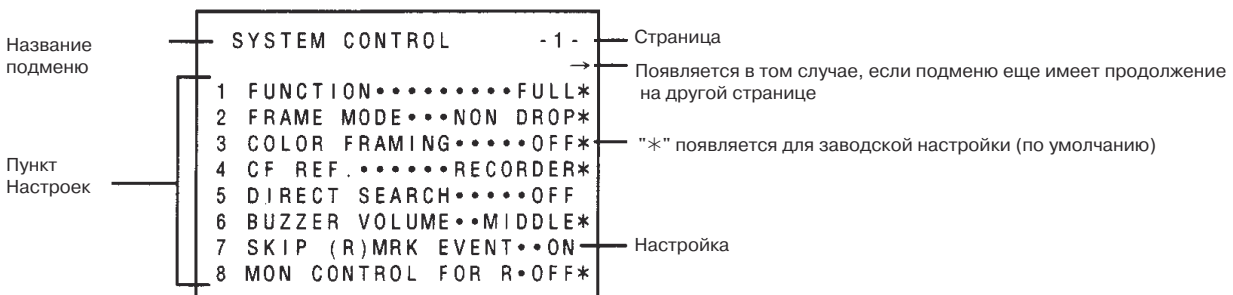 Название
подменю
SYSTEM CONTROL -1-
Страница
→
Появляется в том случае, если подменю еще имеет продолжение
на другой странице
1 FUNCTION•••••••••FULL*
2 FRAME MODE•••NON DROP*
3 COLOR FRAMING•••••OFF*
"*" появляется для заводской настройки (по умолчанию)
Пункт
Настроек
4 CF REF.••••••RECORDER*
5 DIRECT SEARCH•••••OFF
6 BUZZER VOLUME••MIDDLE*
7 SKIP (R)MRK EVENT••ON
Настройка
8 MON CONTROL FOR R•OFF*